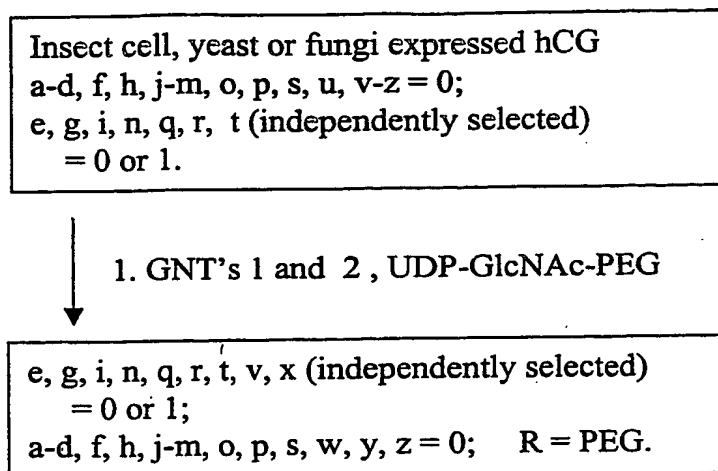 Insect cell, yeast or fungi expressed hCG
a-d, f, h, j-m, o, p, s, u, v-z = 0;
e, g, i, n, q, r, t (independently selected)
= 0 or 1.
1. GNT's 1 and 2 , UDP-GlcNAc-PEG
e, g, i, n, q, r, t, v, x (independently selected)
= 0 or 1;
a-d, f, h, j-m, o, p, s, w, y, z = 0; R = PEG.